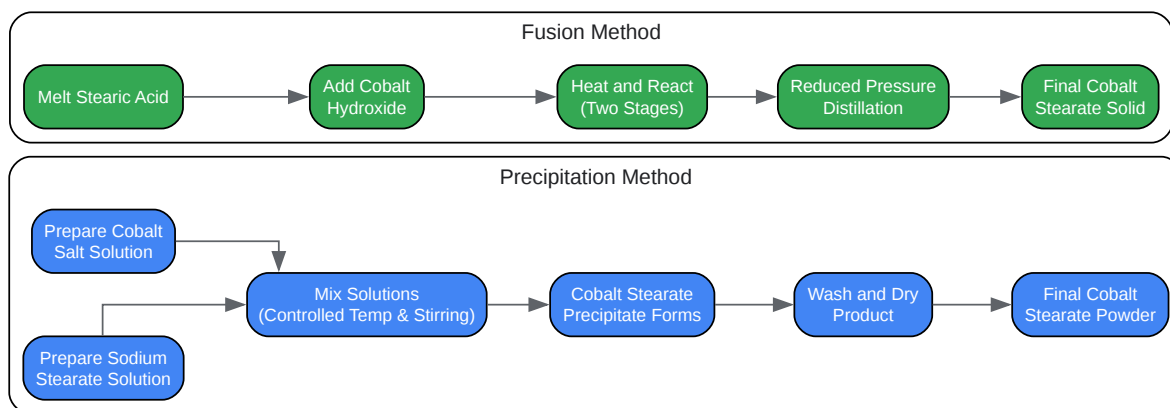 Fusion Method
Melt Stearic Acid
Add Cobalt
Hydroxide
Heat and React
(Two Stages)
Reduced Pressure
Distillation
Final Cobalt
Stearate Solid
Precipitation Method
Prepare Cobalt
Salt Solution
Prepare Sodium
Stearate Solution
Mix Solutions
(Controlled Temp & Stirring)
Cobalt Stearate
Precipitate Forms
Wash and Dry
Product
Final Cobalt
Stearate Powder